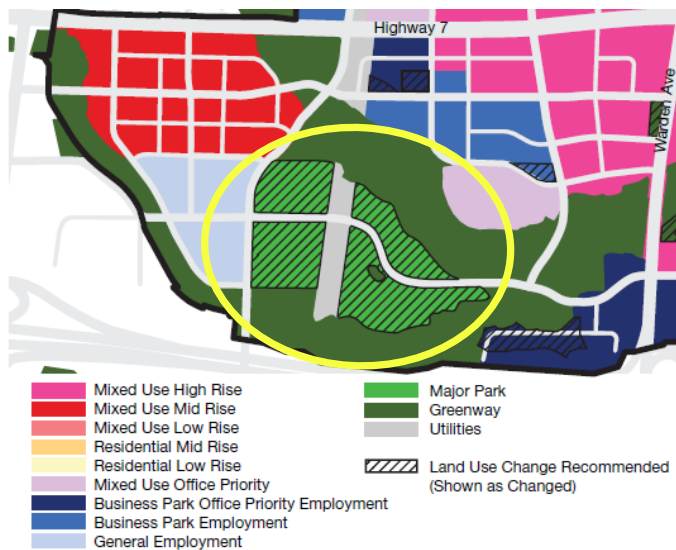 Highway 7
Warden Ave
Mixed Use High Rise
Mixed Use Mid Rise
Mixed Use Low Rise
Residential Mid Rise
Residential Low Rise
Mixed Use Office Priority
Business Park Office Priority Employment
Business Park Employment
General Employment
Major Park
Greenway
Utilities
Land Use Change Recommended
(Shown as Changed)